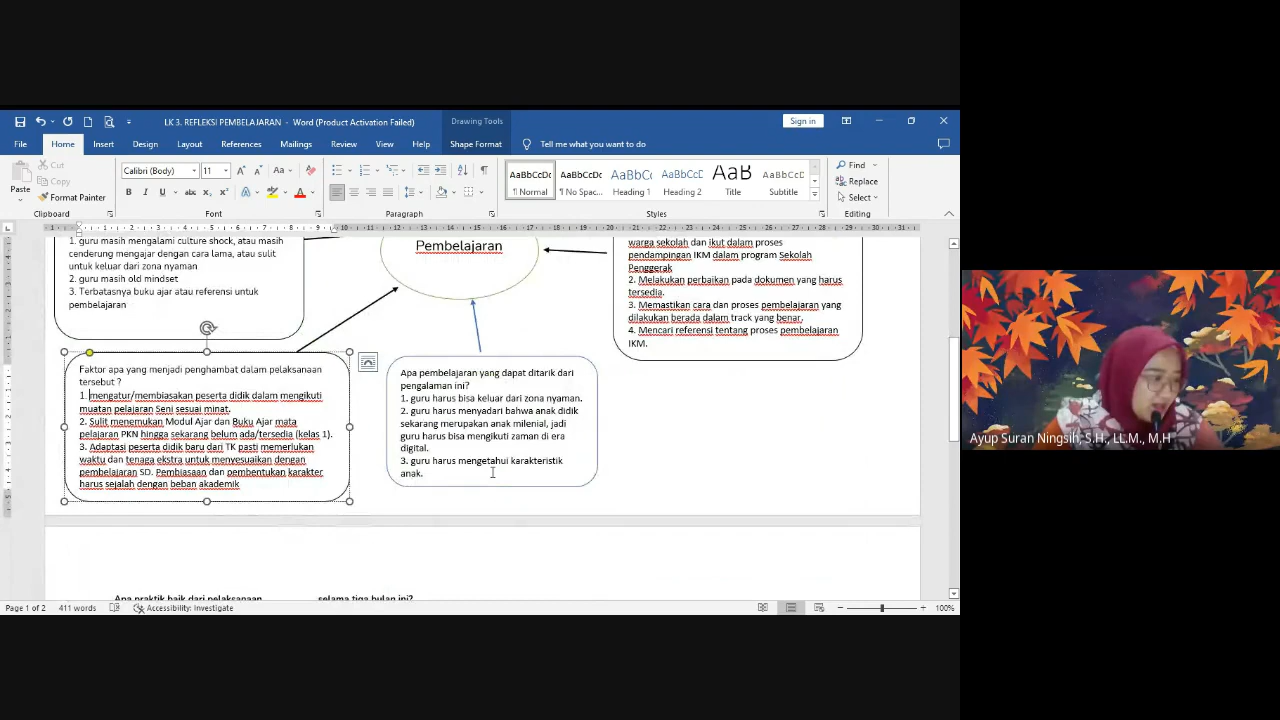 LK 3. REFLEKSI PEMBELAJARAN - Word (Product Activation Failed)
Drawing Tools
Sign in
File Home Insert Design Layout References Mailings Review View Help Shape Format Tell me what you want to do
Paste
Cut
Copy
Format Painter
Calibri (Body) 11
AaBbCcDc AaBbCcDc AaBbCc AaBbCcC AaB AaBbCcD
¶ Normal ¶ No Spac... Heading 1 Heading 2 Title Subtitle
Find
Replace
Select
Clipboard Font Paragraph Styles Editing
1. guru masih mengalami culture shock, atau masih
cenderung mengajar dengan cara lama, atau sulit
untuk keluar dari zona nyaman
2. guru masih old mindset
3. Terbatasnya buku ajar atau referensi untuk
pembelajaran
Pembelajaran
warga sekolah dan ikut dalam proses
pendampingan IKM dalam program Sekolah
Penggerak
2. Melakukan perbaikan pada dokumen yang harus
tersedia.
3. Memastikan cara dan proses pembelajaran yang
dilakukan berada dalam track yang benar.
4. Mencari referensi tentang proses pembelajaran
IKM.
Faktor apa yang menjadi penghambat dalam pelaksanaan
tersebut ?
1. mengatur/membiasakan peserta didik dalam mengikuti
muatan pelajaran Seni sesuai minat.
2. Sulit menemukan Modul Ajar dan Buku Ajar mata
pelajaran PKN hingga sekarang belum ada/tersedia (kelas 1).
3. Adaptasi peserta didik baru dari TK pasti memerlukan
waktu dan tenaga ekstra untuk menyesuaikan dengan
pembelajaran SD. Pembiasaan dan pembentukan karakter
harus sejalah dengan beban akademik
Apa pembelajaran yang dapat ditarik dari
pengalaman ini?
1. guru harus bisa keluar dari zona nyaman.
2. guru harus menyadari bahwa anak didik
sekarang merupakan anak milenial, jadi
guru harus bisa mengikuti zaman di era
digital.
3. guru harus mengetahui karakteristik
anak.
Apa praktik baik dari pelaksanaan selama tiga bulan ini?
Page 1 of 2 411 words Accessibility: Investigate 100%
Ayup Suran Ningsih, S.H., LL.M., M.H